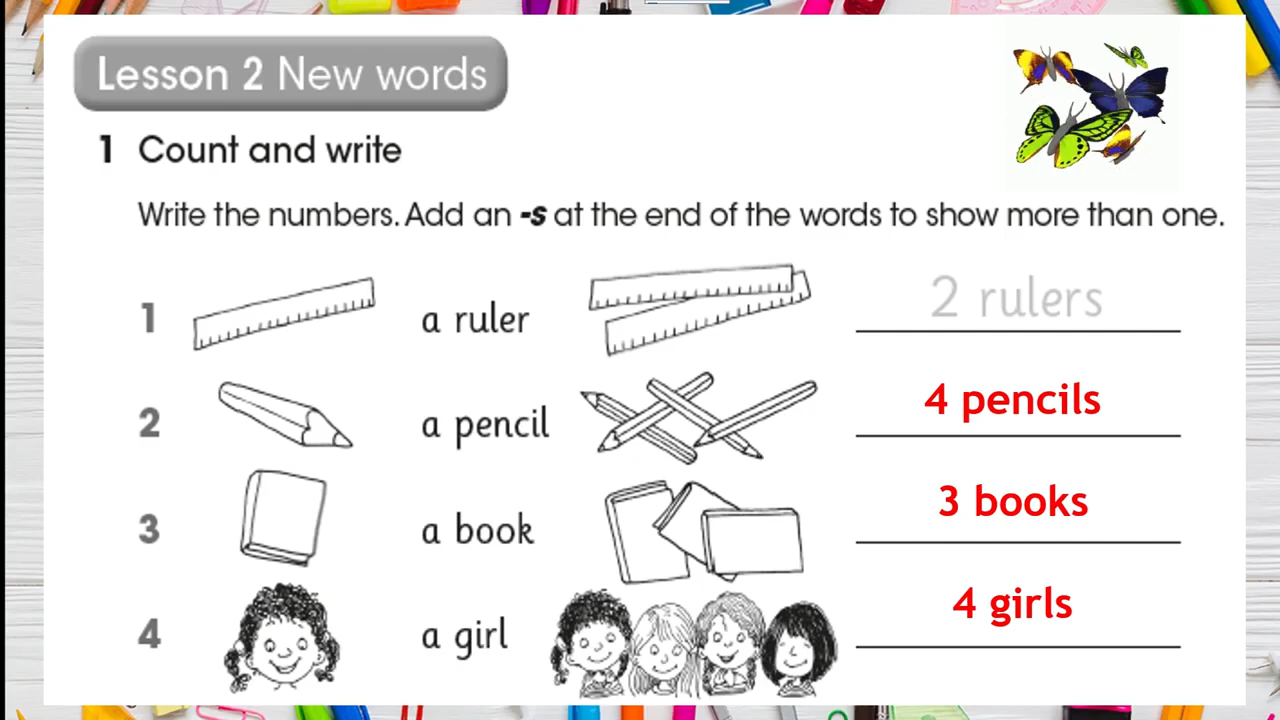 Lesson 2 New words
1 Count and write
Write the numbers. Add an -s at the end of the words to show more than one.
1 a ruler 2 rulers
2 a pencil 4 pencils
3 a book 3 books
4 a girl 4 girls